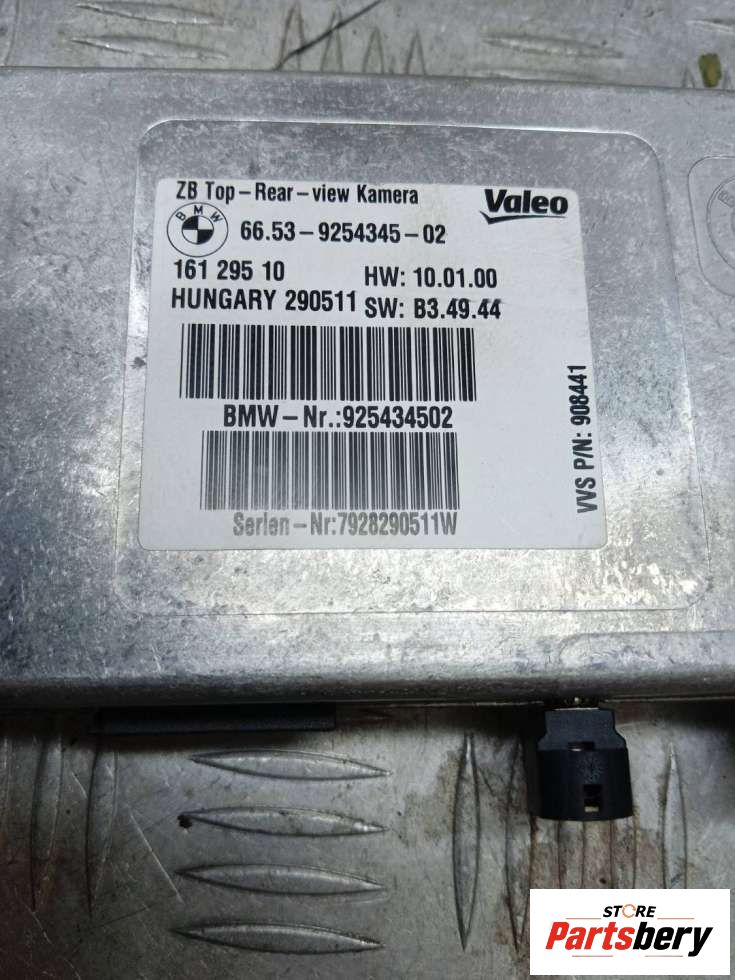 ZB Top-Rear-view Kamera
Valeo
BMW
66.53-9254345-02
161 295 10
HW: 10.01.00
HUNGARY 290511
SW: B3.49.44
BMW-Nr.:925434502
Serien-Nr:7928290511W
VVS P/N: 908441
STORE
Partsbery